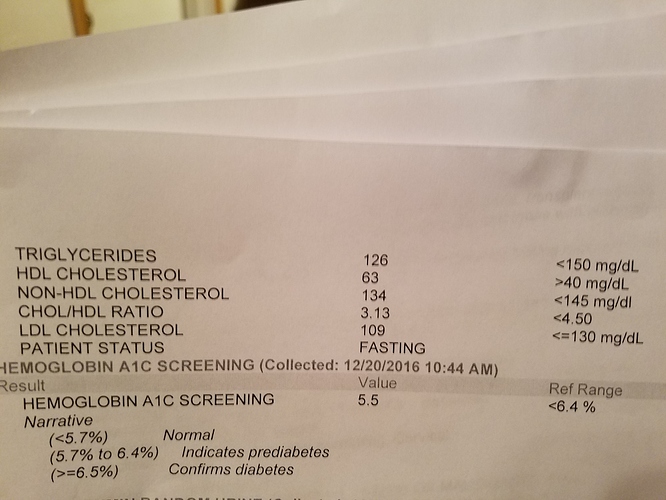 TRIGLYCERIDES 126 <150 mg/dL
HDL CHOLESTEROL 63 >40 mg/dL
NON-HDL CHOLESTEROL 134 <145 mg/dl
CHOL/HDL RATIO 3.13 <4.50
LDL CHOLESTEROL 109 <=130 mg/dL
PATIENT STATUS FASTING
HEMOGLOBIN A1C SCREENING (Collected: 12/20/2016 10:44 AM)
Result Value Ref Range
HEMOGLOBIN A1C SCREENING 5.5 <6.4 %
Narrative
(<5.7%) Normal
(5.7% to 6.4%) Indicates prediabetes
(>=6.5%) Confirms diabetes